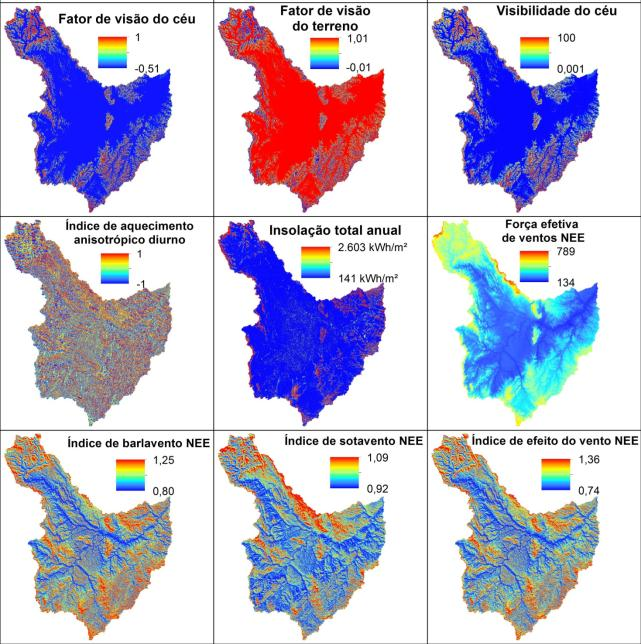 Fator de visão do céu
1
-0.51
Fator de visão
do terreno
1,01
-0,01
Visibilidade do céu
100
0,001
Índice de aquecimento
anisotrópico diurno
1
-1
Insolação total anual
2.603 kWh/m²
141 kWh/m²
Força efetiva
de ventos NEE
789
134
Índice de barlavento NEE
1,25
0,80
Índice de sotavento NEE
1,09
0,92
Índice de efeito do vento NEE
1,36
0,74